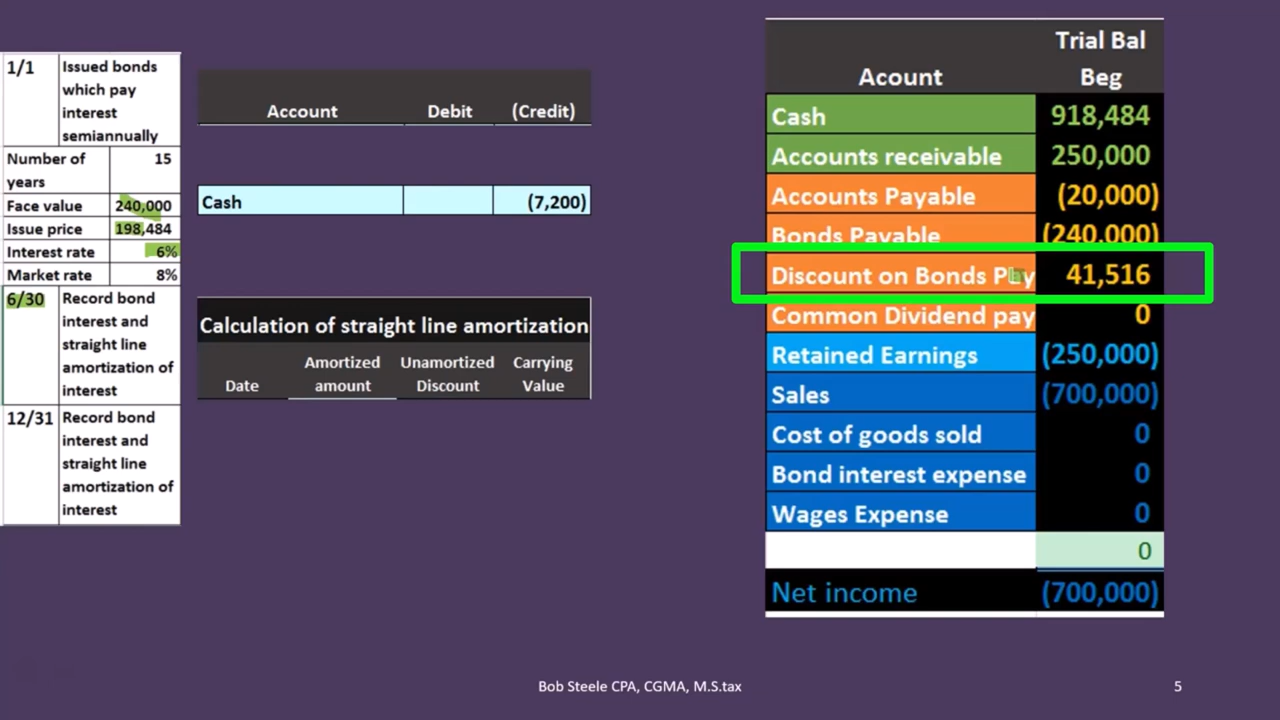 1/1 Issued bonds
which pay
interest
semiannually
Number of 15
years
Face value 240,000
Issue price 198,484
Interest rate 6%
Market rate 8%
6/30 Record bond
interest and
straight line
amortization of
interest
12/31 Record bond
interest and
straight line
amortization of
interest
Account Debit (Credit)
Cash (7,200)
Calculation of straight line amortization
Amortized Unamortized Carrying
Date amount Discount Value
Trial Bal
Acount Beg
Cash 918,484
Accounts receivable 250,000
Accounts Payable (20,000)
Bonds Payable (240,000)
Discount on Bonds Pay 41,516
Common Dividend pay 0
Retained Earnings (250,000)
Sales (700,000)
Cost of goods sold 0
Bond interest expense 0
Wages Expense 0
0
Net income (700,000)
Bob Steele CPA, CGMA, M.S.tax 5